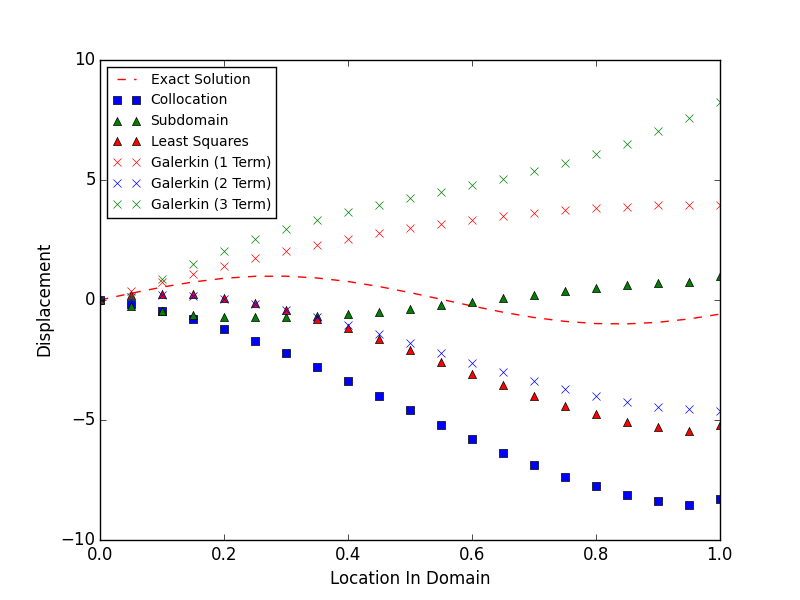 10
Exact Solution
Collocation
Subdomain
Least Squares
Galerkin (1 Term)
Galerkin (2 Term)
Galerkin (3 Term)
5
0
−5
−10
Displacement
0.0 0.2 0.4 0.6 0.8 1.0
Location In Domain